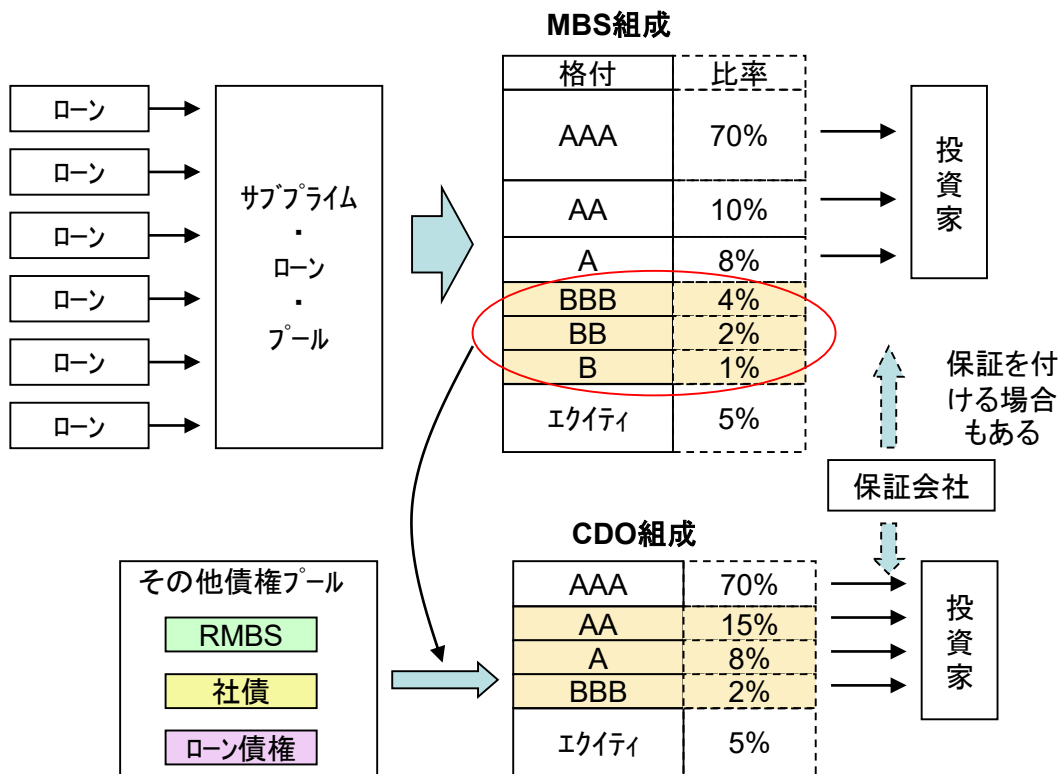 MBS組成
格付 比率
AAA 70%
AA 10%
A 8%
BBB 4%
BB 2%
B 1%
ｴｸｲﾃｨ 5%
ﾛｰﾝ
ﾛｰﾝ
ﾛｰﾝ
ﾛｰﾝ
ﾛｰﾝ
ﾛｰﾝ
ｻﾌﾞﾌﾟﾗｲﾑ
・
ﾛｰﾝ
・
ﾌﾟｰﾙ
投
資
家
保証を付
ける場合
もある
保証会社
CDO組成
AAA 70%
AA 15%
A 8%
BBB 2%
ｴｸｲﾃｨ 5%
その他債権ﾌﾟｰﾙ
RMBS
社債
ﾛｰﾝ債権
投
資
家